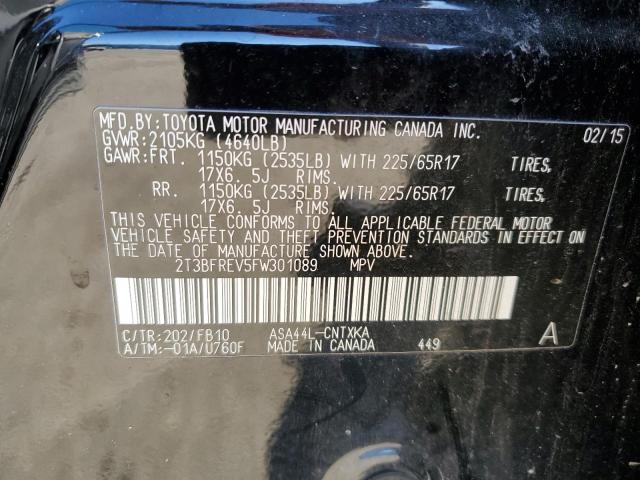 MFD.BY:TOYOTA MOTOR MANUFACTURING CANADA INC. 02/15
GVWR:2105KG (4640LB)
GAWR:FRT. 1150KG (2535LB) WITH 225/65R17 TIRES,
17X6.5J RIMS.
RR. 1150KG (2535LB) WITH 225/65R17 TIRES,
17X6.5J RIMS.
THIS VEHICLE CONFORMS TO ALL APPLICABLE FEDERAL MOTOR
VEHICLE SAFETY AND THEFT PREVENTION STANDARDS IN EFFECT ON
THE DATE OF MANUFACTURE SHOWN ABOVE.
2T3BFREV5FW301089 MPV
C/TR:202/FB10 ASA44L-CNTXKA A
A/TM:-01A/U760F MADE IN CANADA 449